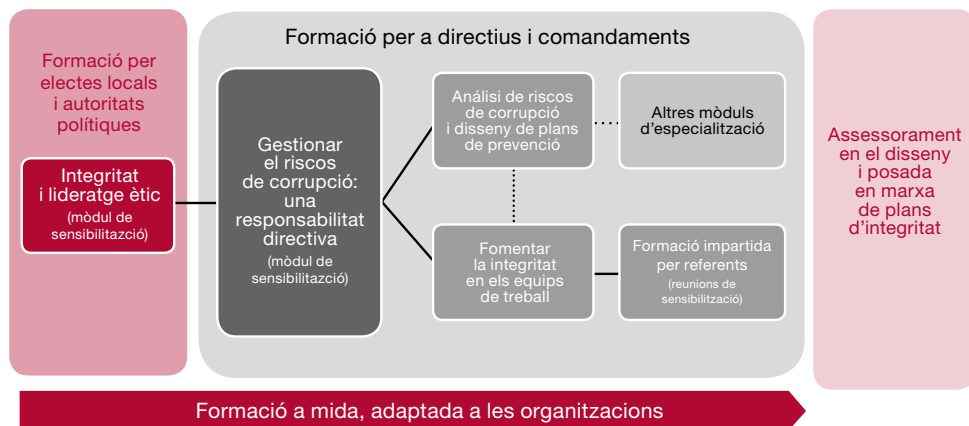 Formació per
electes locals
i autoritats
polítiques
Integritat
i lideratge ètic
(mòdul de
sensibilitazció)
Formació per a directius i comandaments
Gestionar
el riscos
de corrupció:
una
responsabilitat
directiva
(mòdul de
sensibilitazció)
Análisi de riscos
de corrupció
i disseny de plans
de prevenció
Altres mòduls
d'especialització
Fomentar
la integritat
en els equips
de treball
Formació impartida
per referents
(reunions de
sensibilització)
Assessorament
en el disseny
i posada
en marxa
de plans
d'integritat
Formació a mida, adaptada a les organitzacions